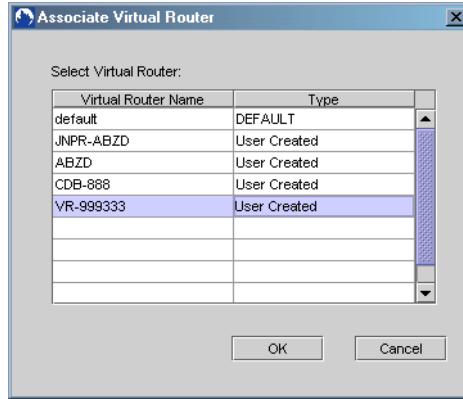 Associate Virtual Router
Select Virtual Router:
Virtual Router Name Type
default DEFAULT
JNPR-ABZD User Created
ABZD User Created
CDB-888 User Created
VR-999333 User Created
OK Cancel